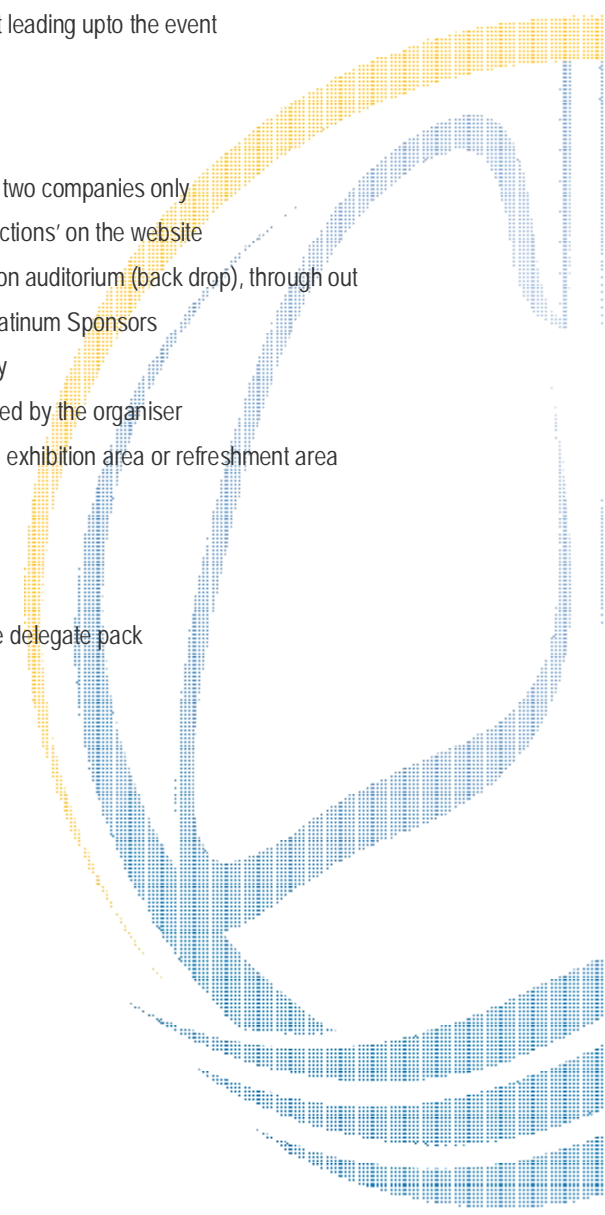 leading upto the event
two companies only
ctions' on the website
on auditorium (back drop), through out
atinum Sponsors
y
ed by the organiser
exhibition area or refreshment area
e delegate pack